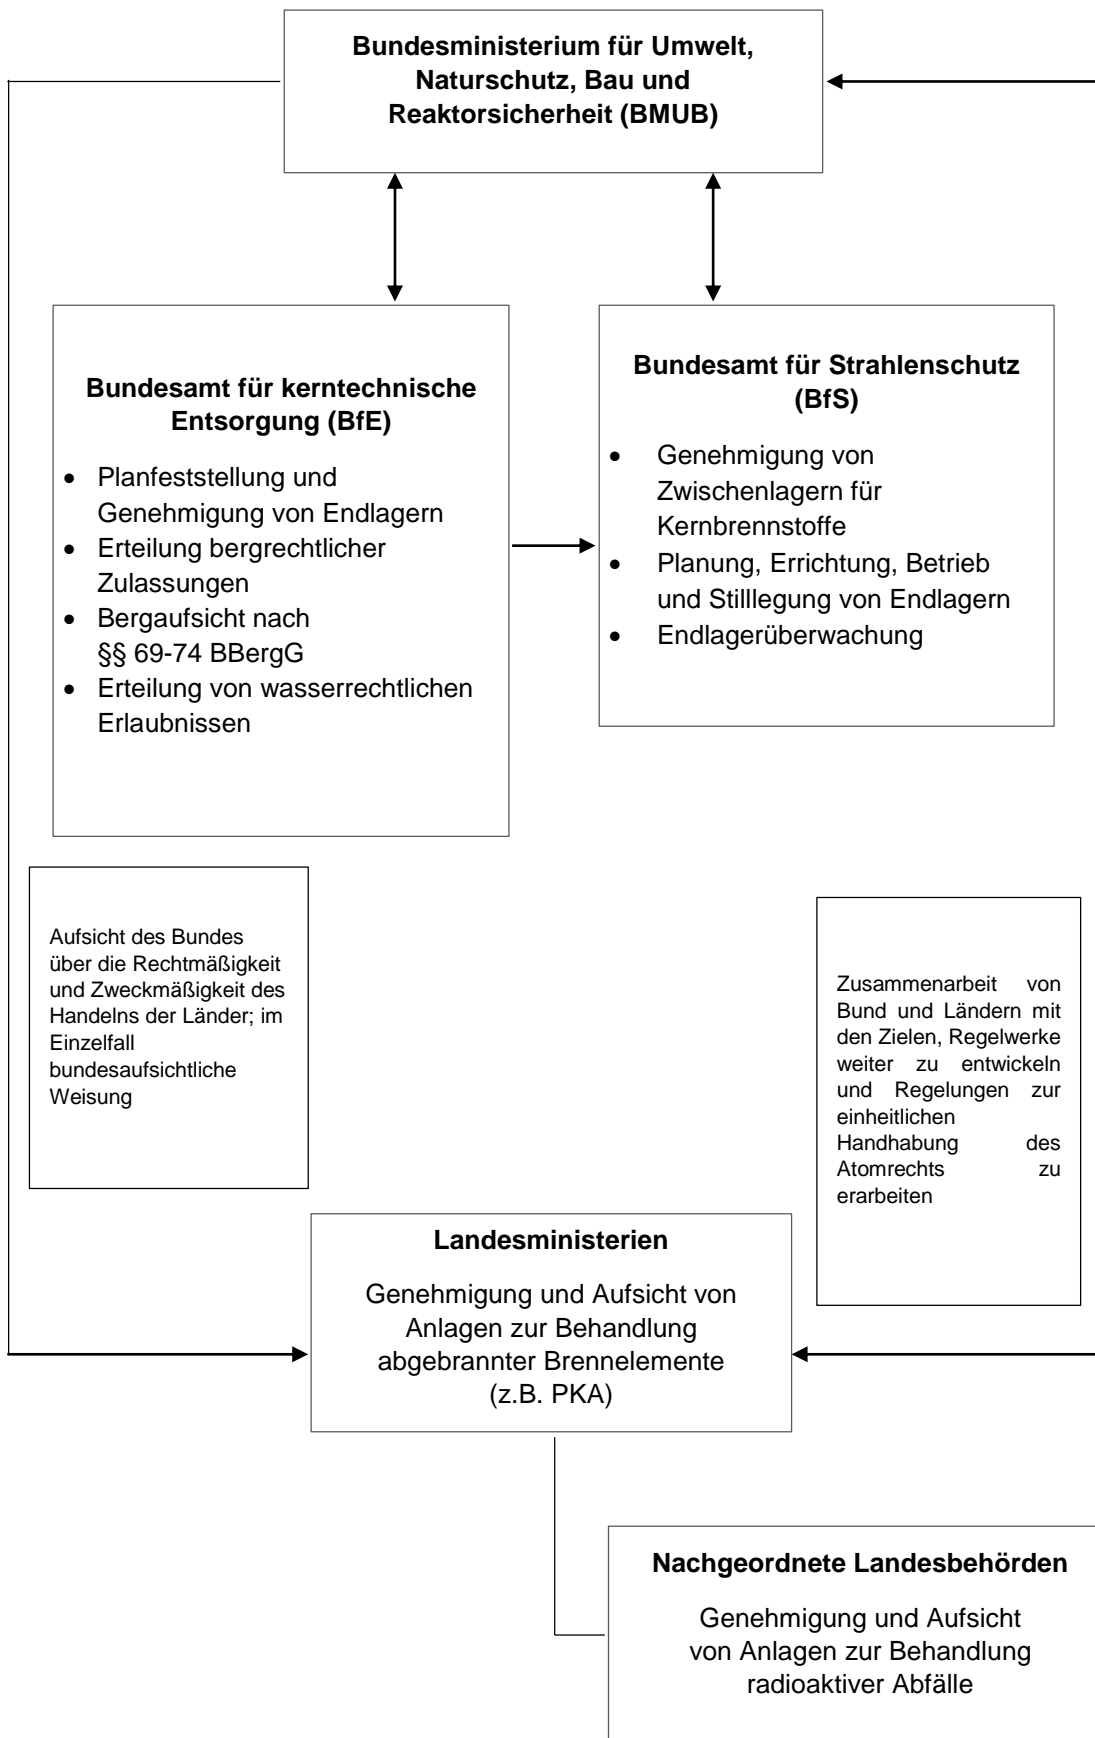 Bundesministerium für Umwelt,
Naturschutz, Bau und
Reaktorsicherheit (BMUB)
Bundesamt für kerntechnische
Entsorgung (BfE)
• Planfeststellung und
Genehmigung von Endlagern
• Erteilung bergrechtlicher
Zulassungen
• Bergaufsicht nach
§§ 69-74 BBergG
• Erteilung von wasserrechtlichen
Erlaubnissen
Bundesamt für Strahlenschutz
(BfS)
• Genehmigung von
Zwischenlagern für
Kernbrennstoffe
• Planung, Errichtung, Betrieb
und Stilllegung von Endlagern
• Endlagerüberwachung
Aufsicht des Bundes
über die Rechtmäßigkeit
und Zweckmäßigkeit des
Handelns der Länder; im
Einzelfall
bundesaufsichtliche
Weisung
Zusammenarbeit von
Bund und Ländern mit
den Zielen, Regelwerke
weiter zu entwickeln
und Regelungen zur
einheitlichen
Handhabung des
Atomrechts zu
erarbeiten
Landesministerien
Genehmigung und Aufsicht von
Anlagen zur Behandlung
abgebrannter Brennelemente
(z.B. PKA)
Nachgeordnete Landesbehörden
Genehmigung und Aufsicht
von Anlagen zur Behandlung
radioaktiver Abfälle